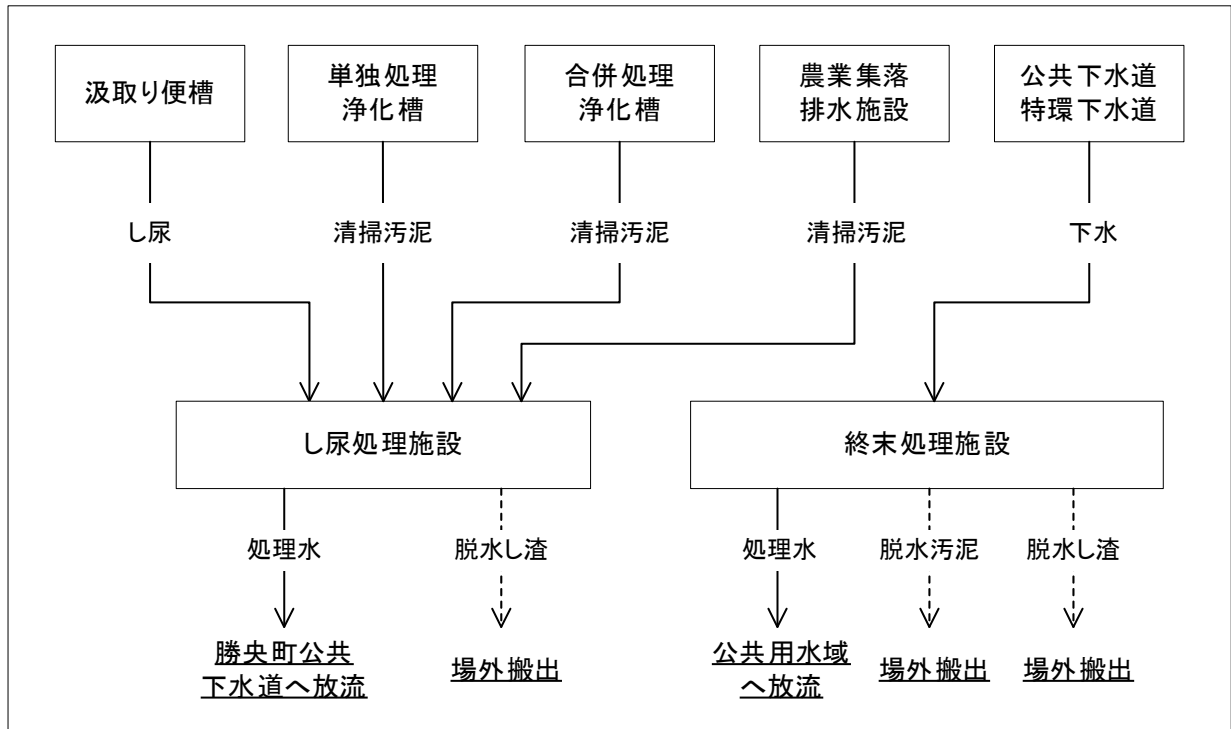 汲取り便槽
単独処理
浄化槽
合併処理
浄化槽
農業集落
排水施設
公共下水道
特環下水道
し尿
清掃汚泥
清掃汚泥
清掃汚泥
下水
し尿処理施設
終末処理施設
処理水
脱水し渣
処理水
脱水汚泥
脱水し渣
勝央町公共
下水道へ放流
場外搬出
公共用水域
へ放流
場外搬出
場外搬出